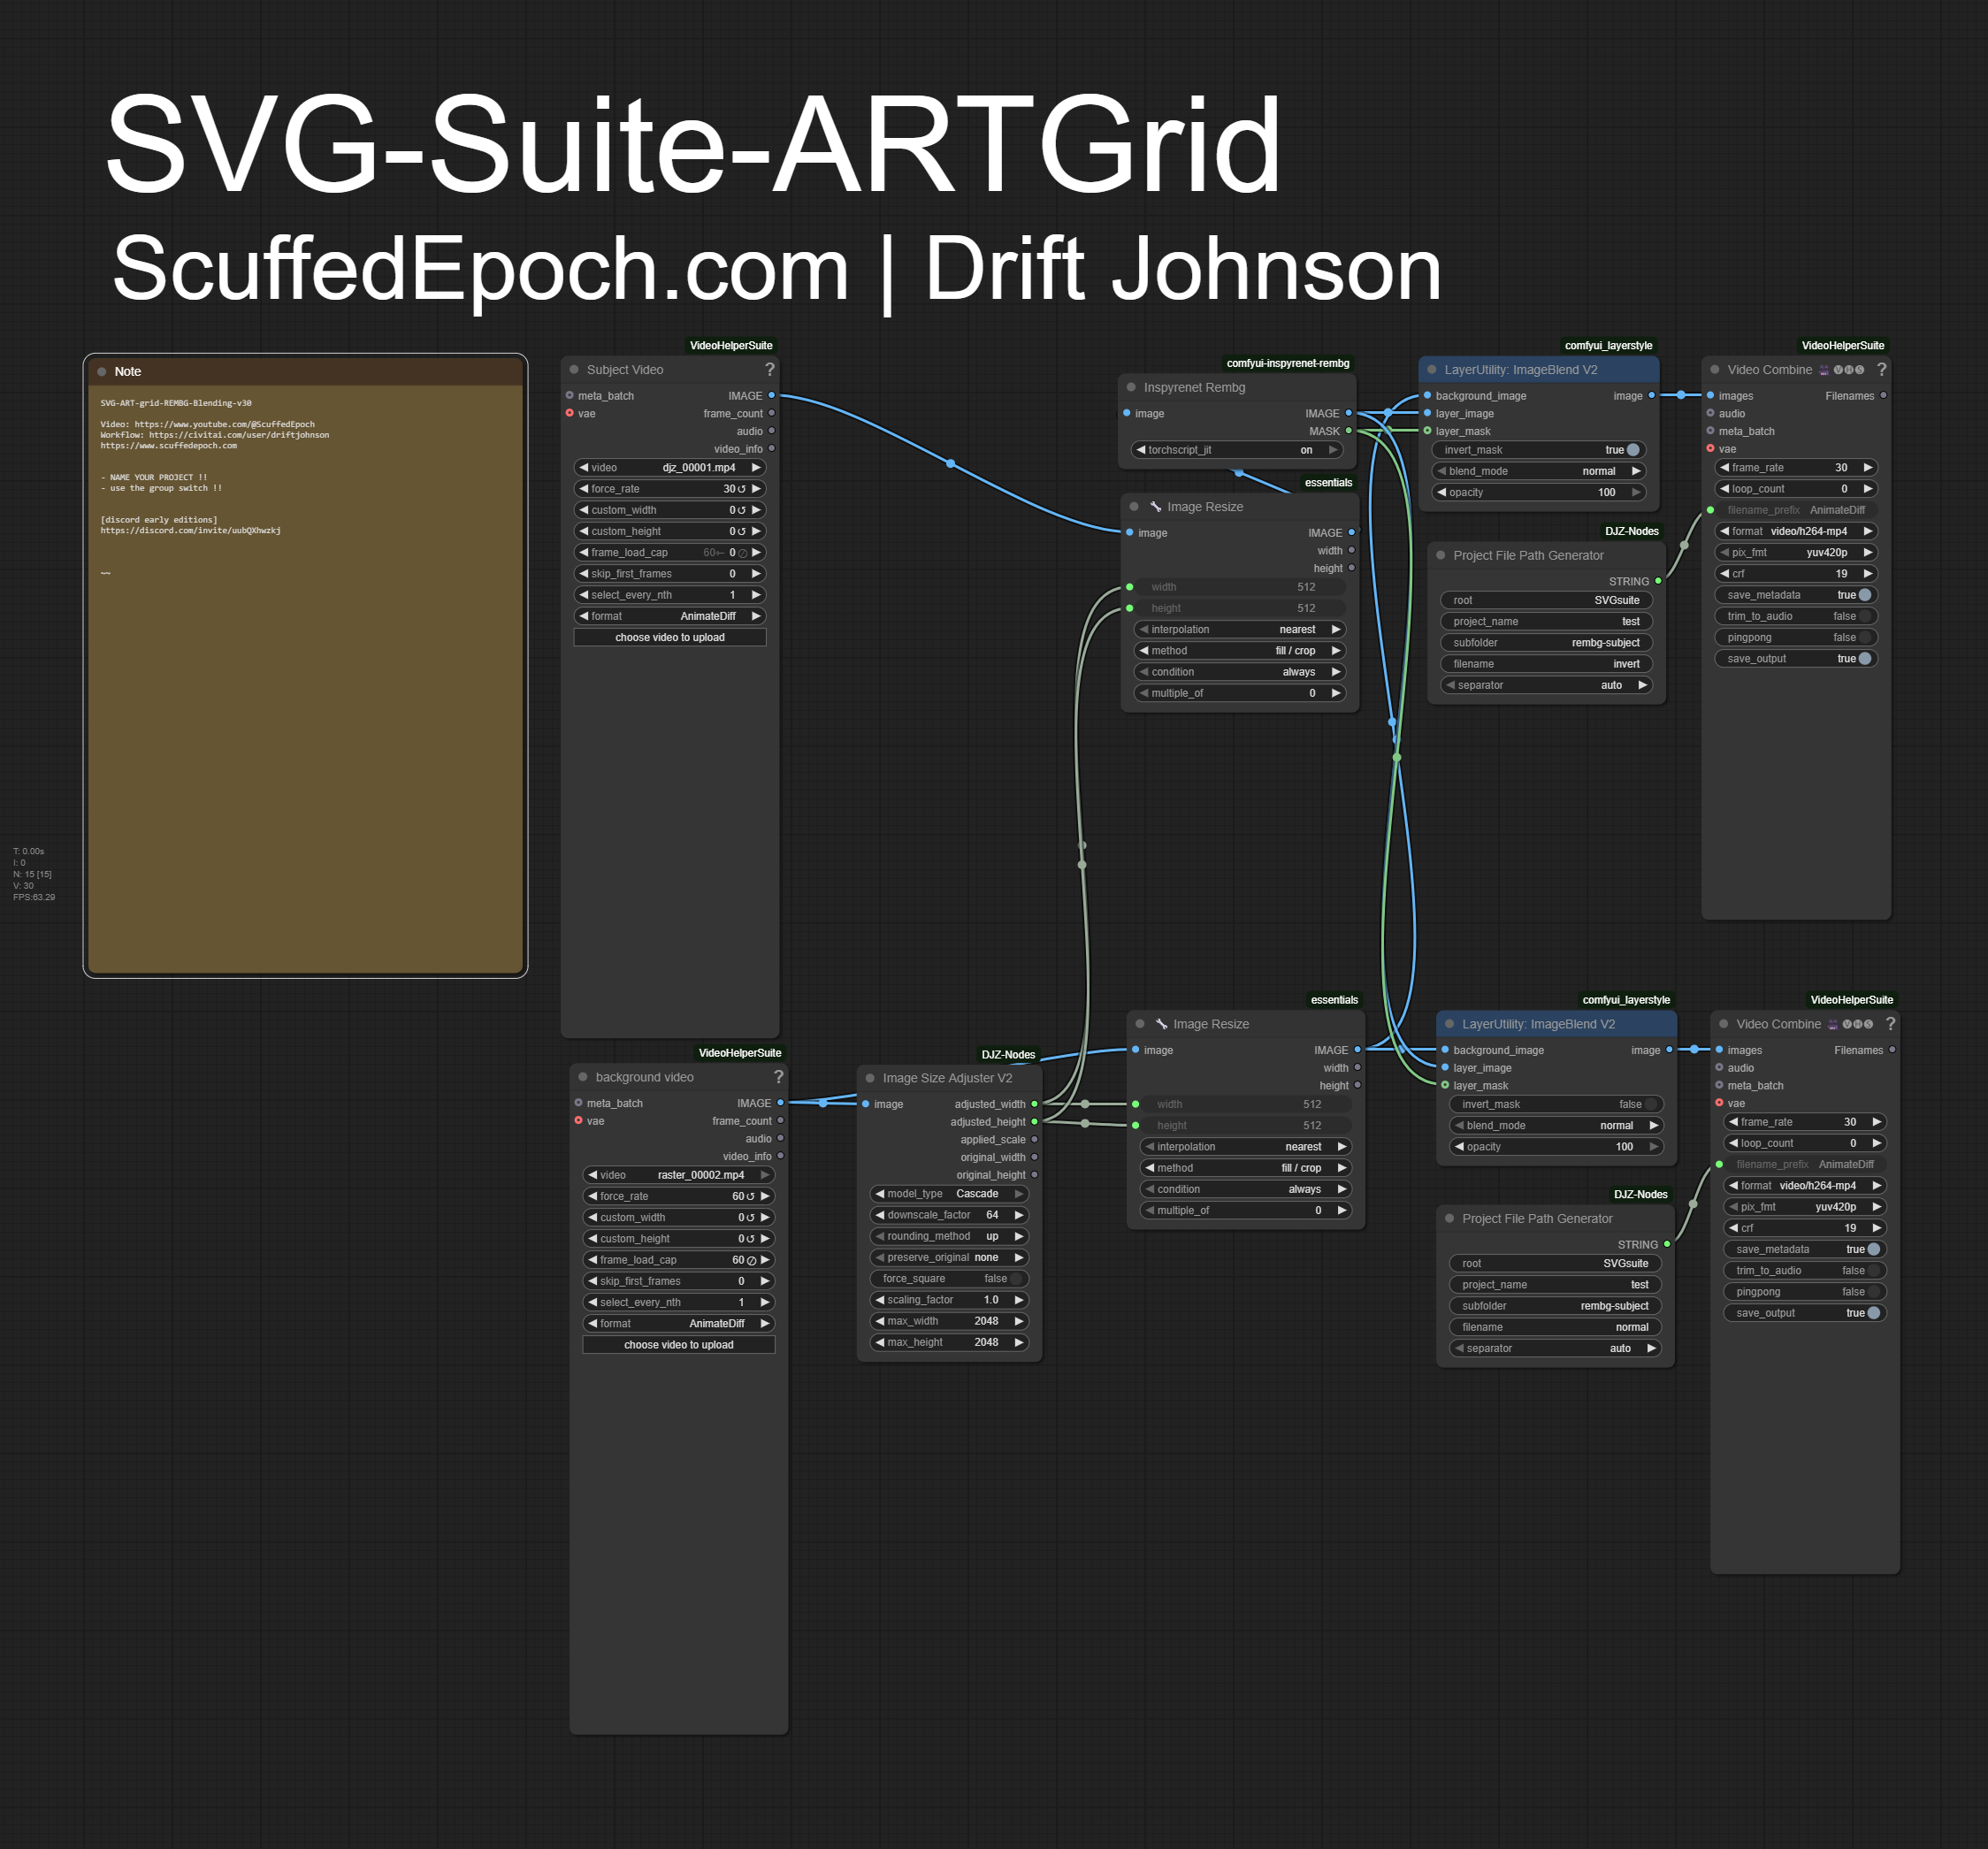 SVG-Suite-ARTGrid
ScuffedEpoch.com | Drift Johnson
Note
SVG-ART-grid-REMBG-Blending-v30
Video: https://www.youtube.com/@ScuffedEpoch
Workflow: https://civitai.com/user/driftjohnson
https://www.scuffedepoch.com
- NAME YOUR PROJECT !!
- use the group switch !!
[discord early editions]
https://discord.com/invite/uubQXhwzkj
~~
T: 0.00s
I: 0
N: 15 [15]
V: 30
FPS:63.29
VideoHelperSuite
Subject Video ?
meta_batch IMAGE
vae frame_count
audio
video_info
video djz_00001.mp4
force_rate 30
custom_width 0
custom_height 0
frame_load_cap 60 0
skip_first_frames 0
select_every_nth 1
format AnimateDiff
choose video to upload
comfyui-inspyrenet-rembg
Inspyrenet Rembg
image IMAGE
MASK
torchscript_jit on
essentials
Image Resize
image IMAGE
width
height
width 512
height 512
interpolation nearest
method fill / crop
condition always
multiple_of 0
comfyui_layerstyle
LayerUtility: ImageBlend V2
background_image image
layer_image
layer_mask
invert_mask true
blend_mode normal
opacity 100
DJZ-Nodes
Project File Path Generator
STRING
root SVGsuite
project_name test
subfolder rembg-subject
filename invert
separator auto
VideoHelperSuite
Video Combine VHS ?
images Filenames
audio
meta_batch
vae
frame_rate 30
loop_count 0
filename_prefix AnimateDiff
format video/h264-mp4
pix_fmt yuv420p
crf 19
save_metadata true
trim_to_audio false
pingpong false
save_output true
VideoHelperSuite
background video ?
meta_batch IMAGE
vae frame_count
audio
video_info
video raster_00002.mp4
force_rate 60
custom_width 0
custom_height 0
frame_load_cap 60
skip_first_frames 0
select_every_nth 1
format AnimateDiff
choose video to upload
DJZ-Nodes
Image Size Adjuster V2
image adjusted_width
adjusted_height
applied_scale
original_width
original_height
model_type Cascade
downscale_factor 64
rounding_method up
preserve_original none
force_square false
scaling_factor 1.0
max_width 2048
max_height 2048
essentials
Image Resize
image IMAGE
width
height
width 512
height 512
interpolation nearest
method fill / crop
condition always
multiple_of 0
comfyui_layerstyle
LayerUtility: ImageBlend V2
background_image image
layer_image
layer_mask
invert_mask false
blend_mode normal
opacity 100
DJZ-Nodes
Project File Path Generator
STRING
root SVGsuite
project_name test
subfolder rembg-subject
filename normal
separator auto
VideoHelperSuite
Video Combine VHS ?
images Filenames
audio
meta_batch
vae
frame_rate 30
loop_count 0
filename_prefix AnimateDiff
format video/h264-mp4
pix_fmt yuv420p
crf 19
save_metadata true
trim_to_audio false
pingpong false
save_output true